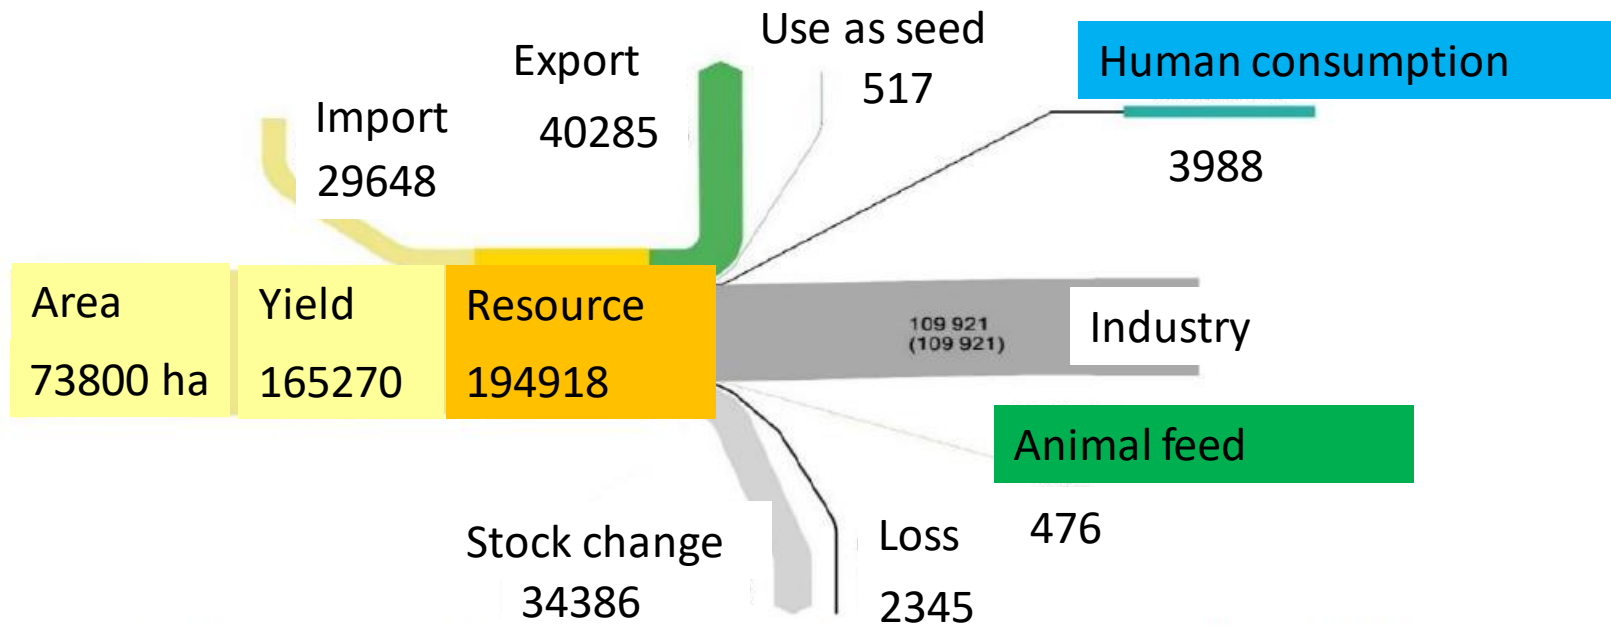 Use as seed
517
Export
40285
Human consumption
3988
Import
29648
Area
73800 ha
Yield
165270
Resource
194918
109 921
(109 921)
Industry
Animal feed
476
Stock change
34386
Loss
2345